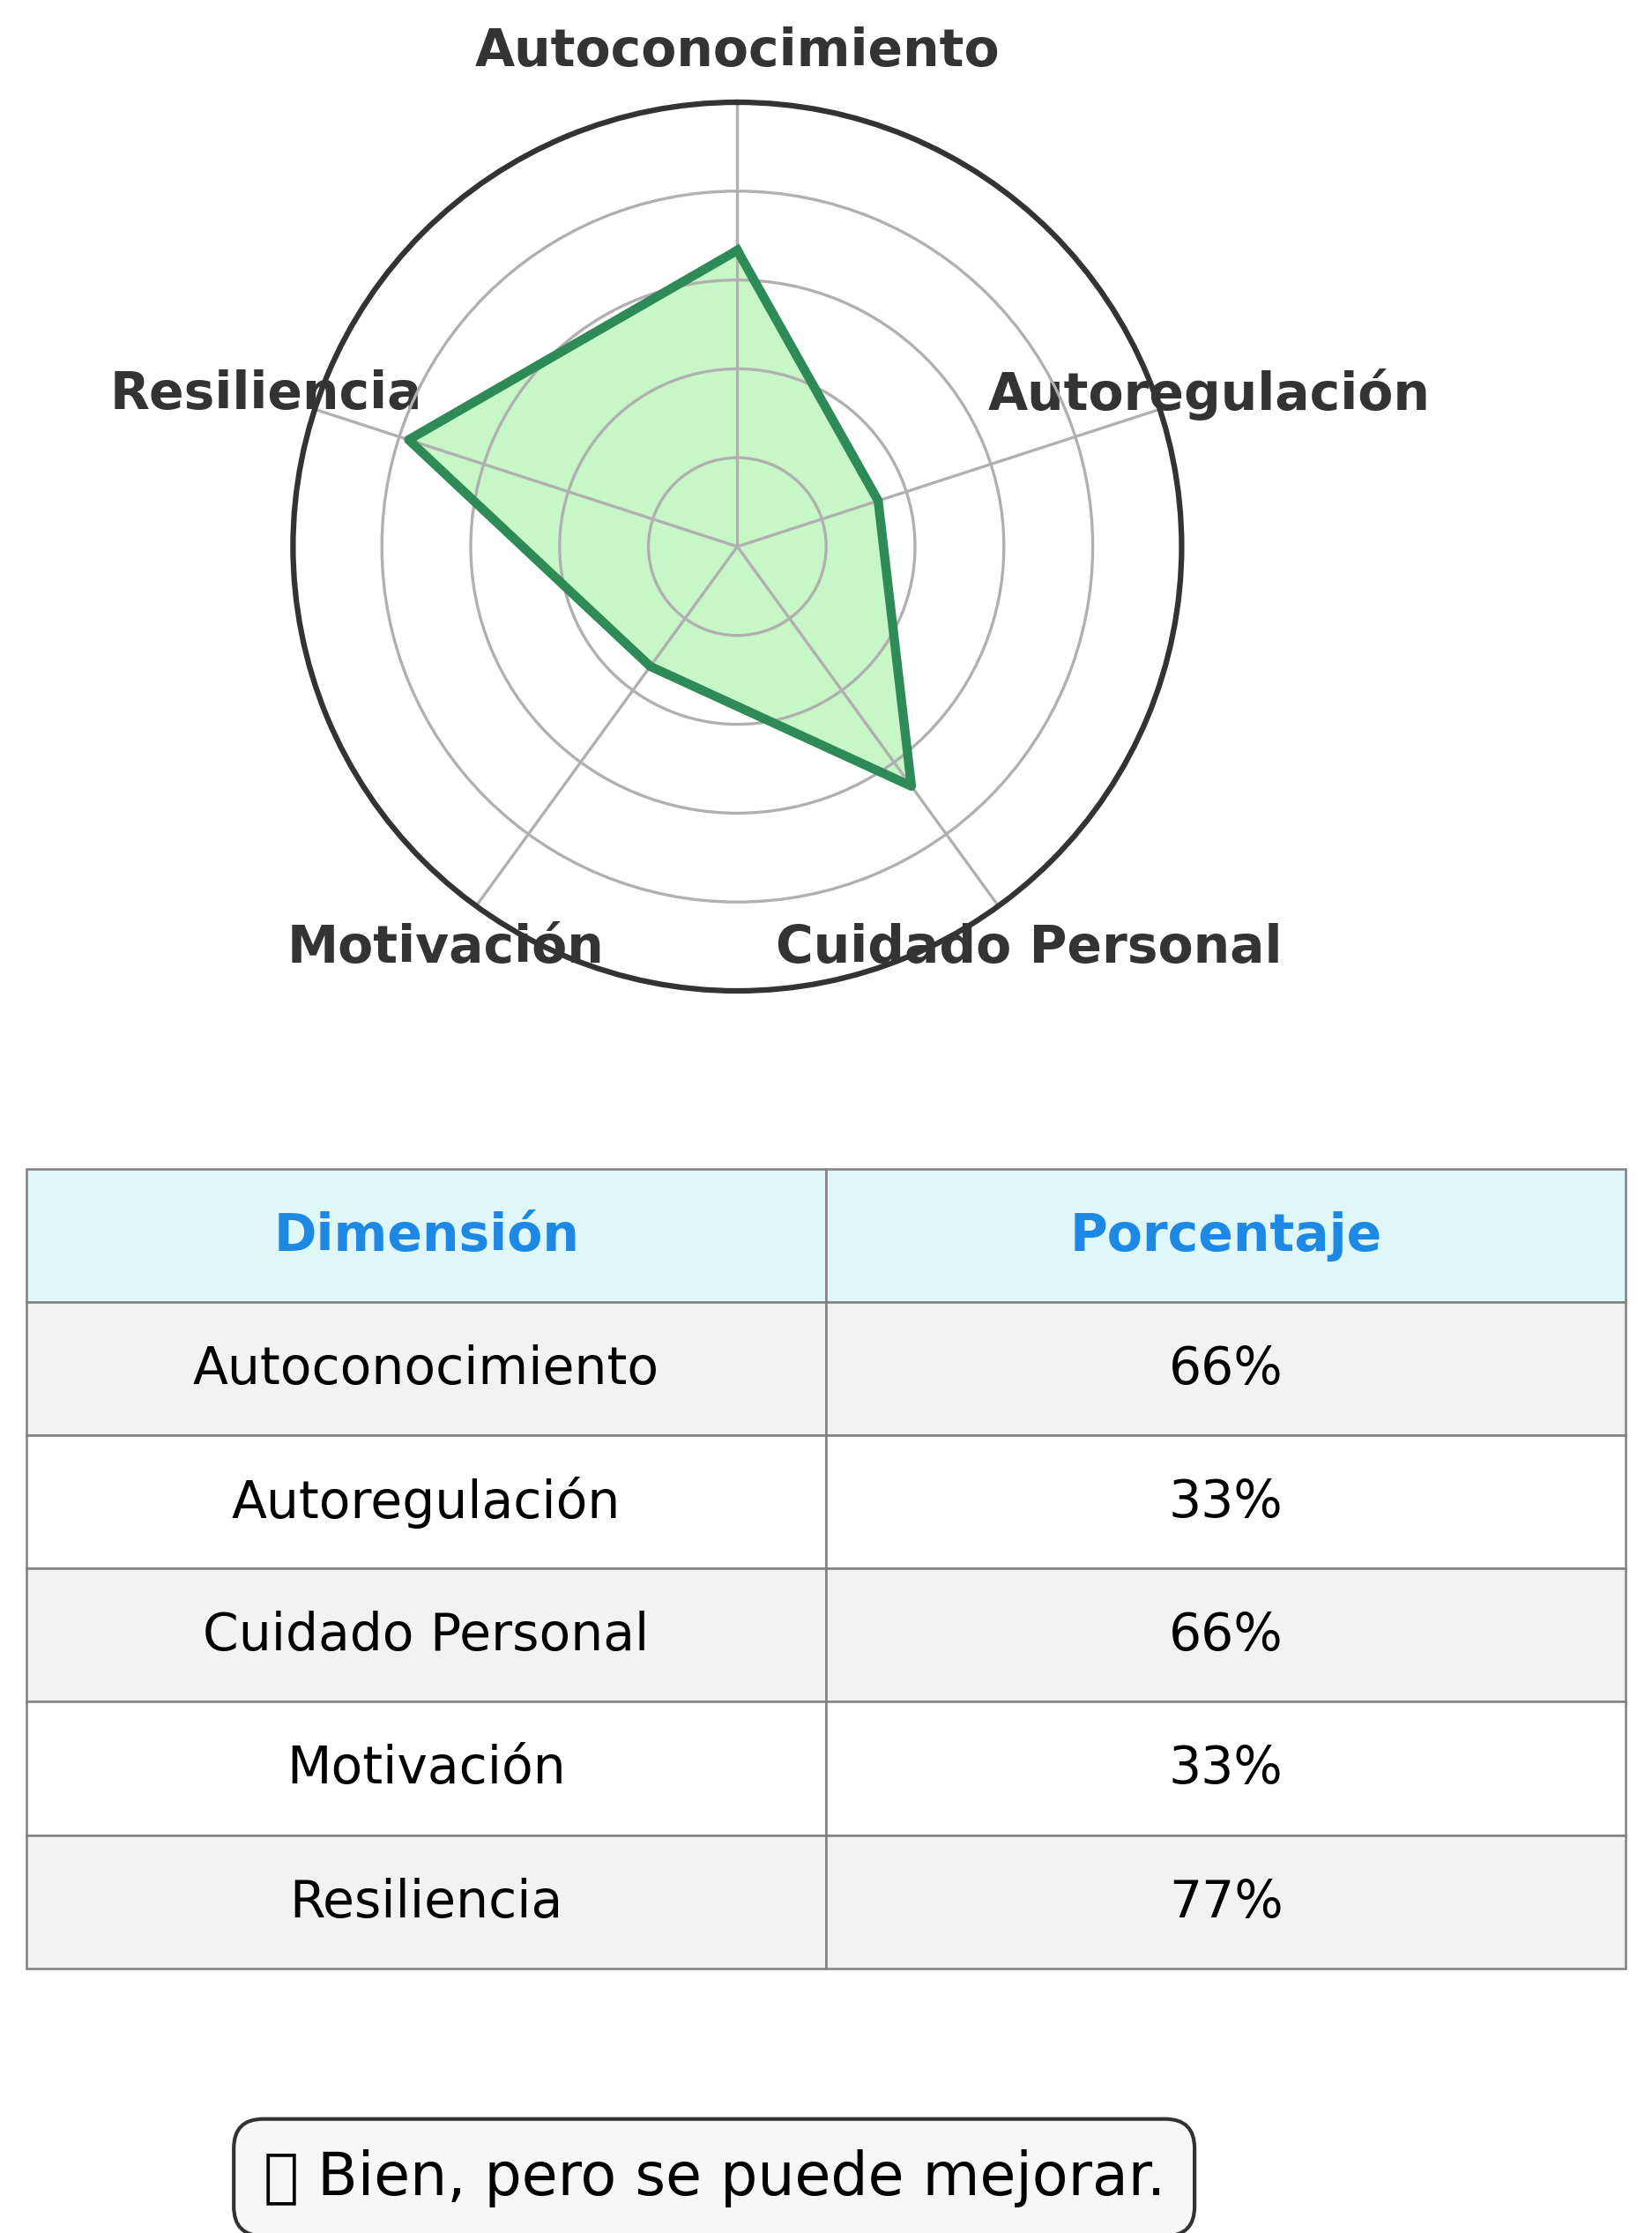 Autoconocimiento
Resiliencia
Autoregulación
Motivación
Cuidado Personal
Dimensión Porcentaje
Autoconocimiento 66%
Autoregulación 33%
Cuidado Personal 66%
Motivación 33%
Resiliencia 77%
Bien, pero se puede mejorar.